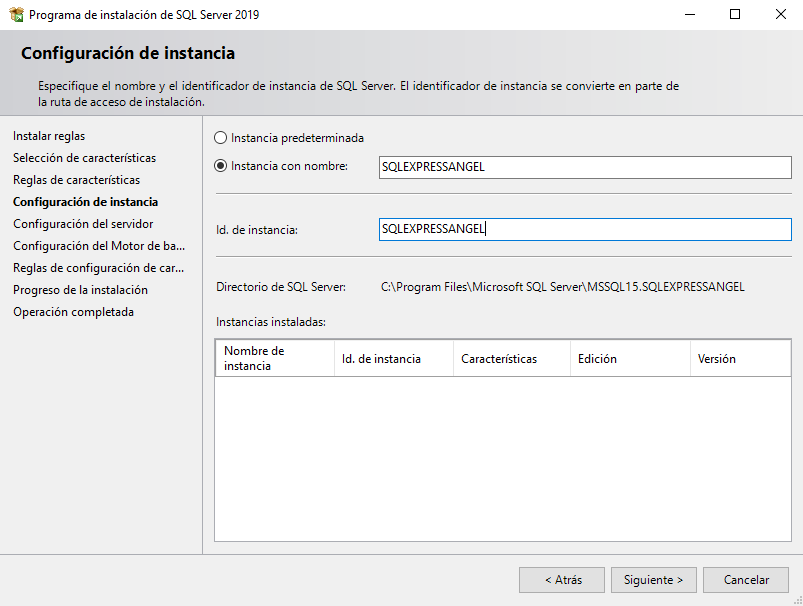 Programa de instalación de SQL Server 2019
Configuración de instancia
Especifique el nombre y el identificador de instancia de SQL Server. El identificador de instancia se convierte en parte de
la ruta de acceso de instalación.
Instalar reglas
Selección de características
Reglas de características
Configuración de instancia
Configuración del servidor
Configuración del Motor de ba...
Reglas de configuración de car...
Progreso de la instalación
Operación completada
Instancia predeterminada
Instancia con nombre: SQLEXPRESSANGEL
Id. de instancia: SQLEXPRESSANGEL
Directorio de SQL Server: C:\Program Files\Microsoft SQL Server\MSSQL15.SQLEXPRESSANGEL
Instancias instaladas:
Nombre de
instancia
Id. de instancia
Características
Edición
Versión
< Atrás
Siguiente >
Cancelar